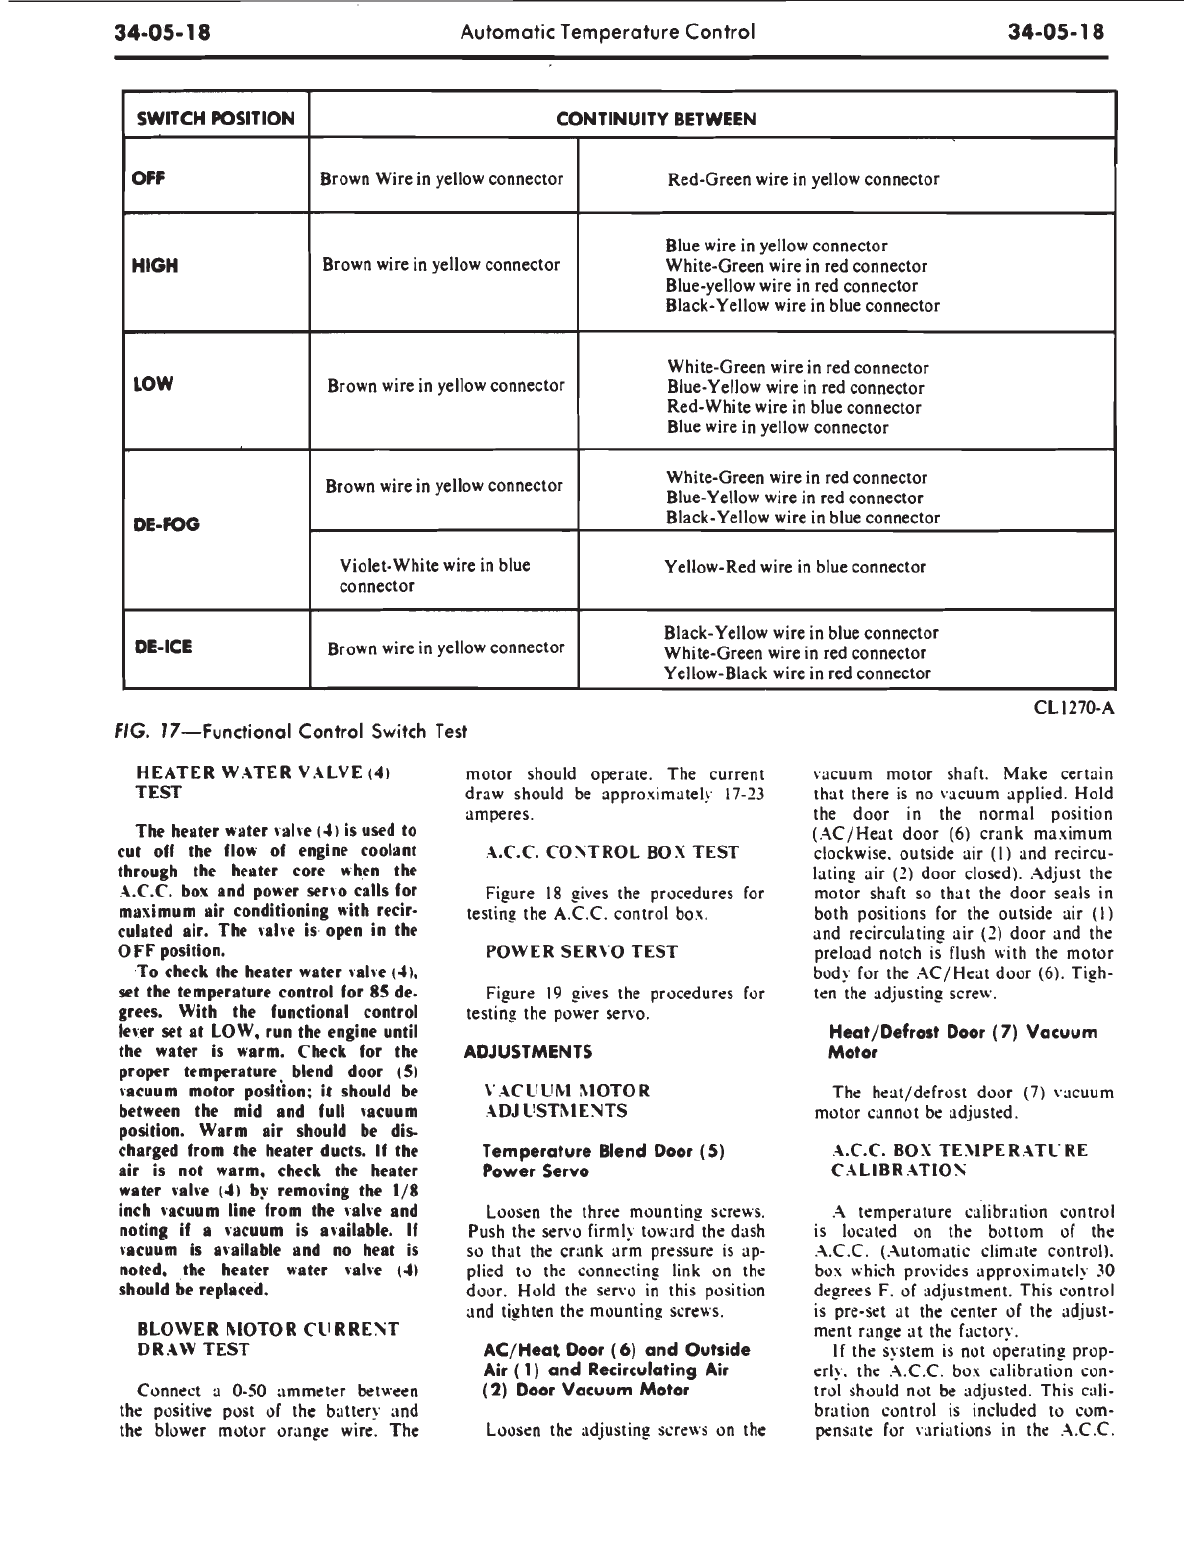 34-05-18 Automatic Temperature Control 34-05-18
SWITCH POSITION CONTINUITY BETWEEN
OFF Brown Wire in yellow connector Red-Green wire in yellow connector
HIGH Brown wire in yellow connector
Blue wire in yellow connector
White-Green wire in red connector
Blue-yellow wire in red connector
Black-Yellow wire in blue connector
LOW Brown wire in yellow connector
White-Green wire in red connector
Blue-Yellow wire in red connector
Red-White wire in blue connector
Blue wire in yellow connector
DE-FOG
Brown wire in yellow connector
White-Green wire in red connector
Blue-Yellow wire in red connector
Black-Yellow wire in blue connector
Violet-White wire in blue
connector
Yellow-Red wire in blue connector
DE-ICE Brown wire in yellow connector
Black-Yellow wire in blue connector
White-Green wire in red connector
Yellow-Black wire in red connector
CL1270-A
FIG. 17—Functional Control Switch Test
HEATER WATER VALVE (4)
TEST
The heater water valve (4) is used to
cut off the flow of engine coolant
through the heater core when the
A.C.C. box and power servo calls for
maximum air conditioning with recir-
culated air. The valve is open in the
OFF position.
To check the heater water valve (4),
set the temperature control for 85 de-
grees. With the functional control
lever set at LOW, run the engine until
the water is warm. Check for the
proper temperature blend door (5)
vacuum motor position; it should be
between the mid and full vacuum
position. Warm air should be dis-
charged from the heater ducts. If the
air is not warm, check the heater
water valve (4) by removing the 1/8
inch vacuum line from the valve and
noting if a vacuum is available. If
vacuum is available and no heat is
noted, the heater water valve (4)
should be replaced.
BLOWER MOTOR CURRENT
DRAW TEST
Connect a 0-50 ammeter between
the positive post of the battery and
the blower motor orange wire. The
motor should operate. The current
draw should be approximately 17-23
amperes.
A.C.C. CONTROL BOX TEST
Figure 18 gives the procedures for
testing the A.C.C. control box.
POWER SERVO TEST
Figure 19 gives the procedures for
testing the power servo.
ADJUSTMENTS
VACUUM MOTOR
ADJUSTMENTS
Temperature Blend Door (5)
Power Servo
Loosen the three mounting screws.
Push the servo firmly toward the dash
so that the crank arm pressure is ap-
plied to the connecting link on the
door. Hold the servo in this position
and tighten the mounting screws.
AC/Heat Door (6) and Outside
Air (1) and Recirculating Air
(2) Door Vacuum Motor
Loosen the adjusting screws on the
vacuum motor shaft. Make certain
that there is no vacuum applied. Hold
the door in the normal position
(AC/Heat door (6) crank maximum
clockwise, outside air (1) and recircu-
lating air (2) door closed). Adjust the
motor shaft so that the door seals in
both positions for the outside air (1)
and recirculating air (2) door and the
preload notch is flush with the motor
body for the AC/Heat door (6). Tigh-
ten the adjusting screw.
Heat/Defrost Door (7) Vacuum
Motor
The heat/defrost door (7) vacuum
motor cannot be adjusted.
A.C.C. BOX TEMPERATURE
CALIBRATION
A temperature calibration control
is located on the bottom of the
A.C.C. (Automatic climate control).
box which provides approximately 30
degrees F. of adjustment. This control
is pre-set at the center of the adjust-
ment range at the factory.
If the system is not operating prop-
erly, the A.C.C. box calibration con-
trol should not be adjusted. This cali-
bration control is included to com-
pensate for variations in the A.C.C.